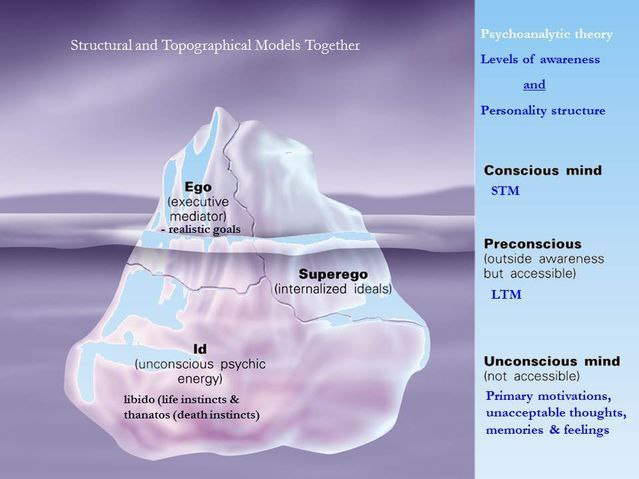 Structural and Topographical Models Together
Psychoanalytic theory
Levels of awareness
and
Personality structure
Ego
(executive
mediator)
- realistic goals
Superego
(internalized ideals)
Id
(unconscious psychic
energy)
libido (life instincts &
thanatos (death instincts)
Conscious mind
STM
Preconscious
(outside awareness
but accessible)
LTM
Unconscious mind
(not accessible)
Primary motivations,
unacceptable thoughts,
memories & feelings